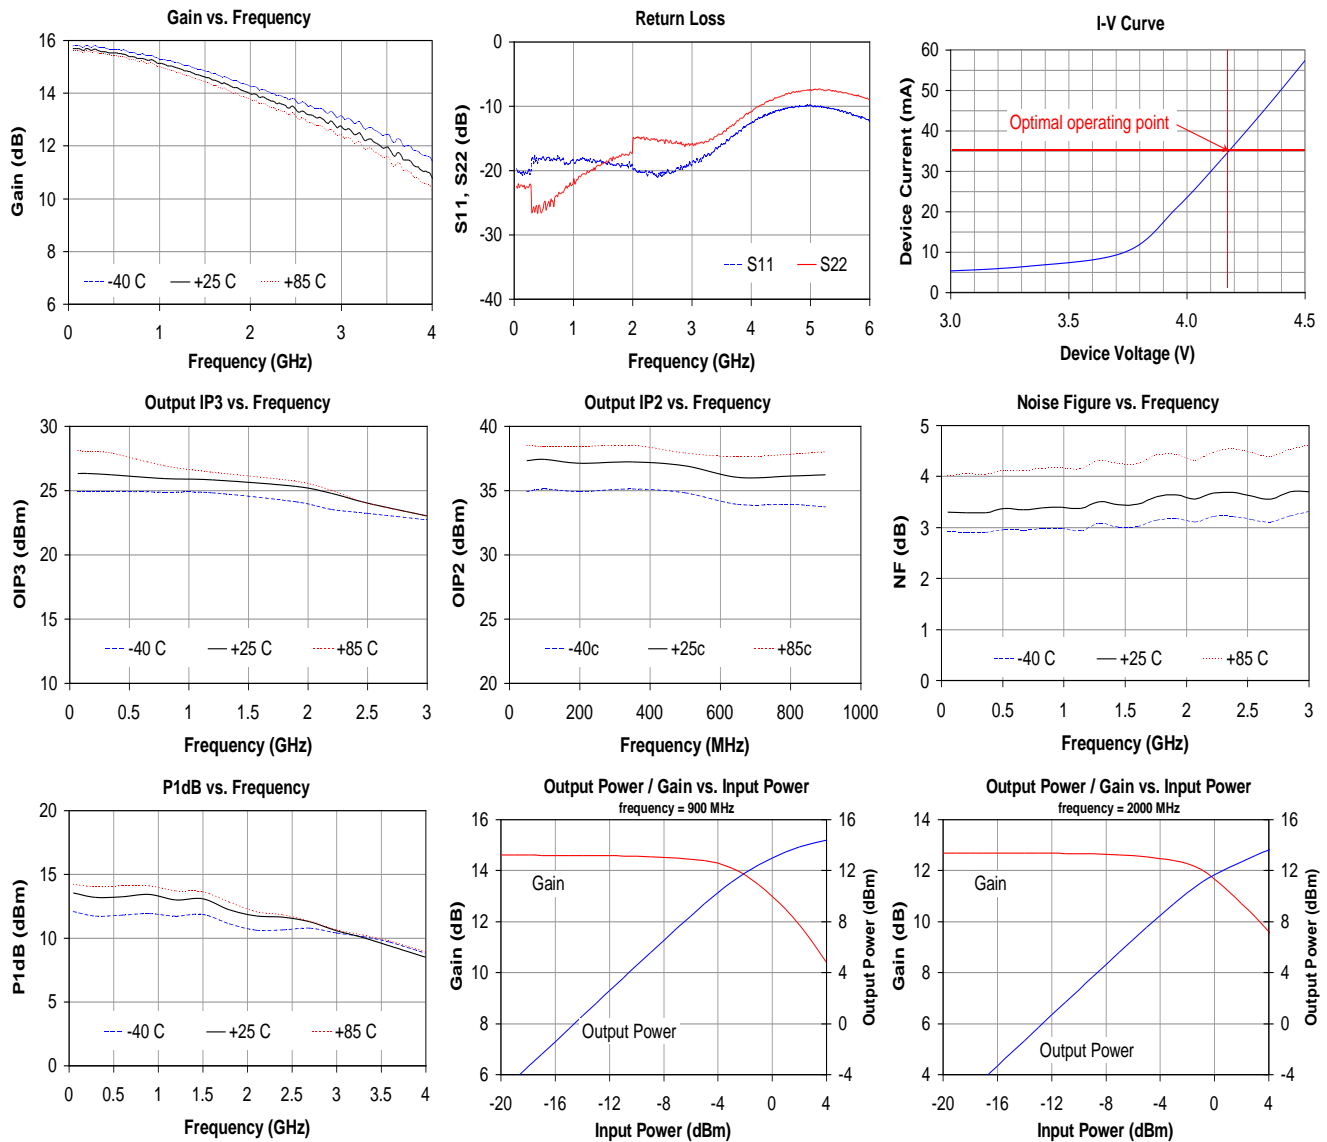 Gain vs. Frequency
16
14
12
10
8
6
Gain (dB)
-40 C
+25 C
+85 C
0
1
2
3
4
Frequency (GHz)
Return Loss
0
-10
-20
-30
-40
S11, S22 (dB)
S11
S22
0
1
2
3
4
5
6
Frequency (GHz)
I-V Curve
60
50
40
30
20
10
0
Device Current (mA)
Optimal operating point
3.0
3.5
4.0
4.5
Device Voltage (V)
Output IP3 vs. Frequency
30
25
20
15
10
OIP3 (dBm)
-40 C
+25 C
+85 C
0
0.5
1
1.5
2
2.5
3
Frequency (GHz)
Output IP2 vs. Frequency
40
35
30
25
20
OIP2 (dBm)
-40c
+25c
+85c
0
200
400
600
800
1000
Frequency (MHz)
Noise Figure vs. Frequency
5
4
3
2
1
0
NF (dB)
-40 C
+25 C
+85 C
0
0.5
1
1.5
2
2.5
3
Frequency (GHz)
P1dB vs. Frequency
20
15
10
5
0
P1dB (dBm)
-40 C
+25 C
+85 C
0
0.5
1
1.5
2
2.5
3
3.5
4
Frequency (GHz)
Output Power / Gain vs. Input Power
frequency = 900 MHz
16
14
12
10
8
6
Gain (dB)
Gain
Output Power
16
12
8
4
0
-4
Output Power (dBm)
-20
-16
-12
-8
-4
0
4
Input Power (dBm)
Output Power / Gain vs. Input Power
frequency = 2000 MHz
14
12
10
8
6
4
Gain (dB)
Gain
Output Power
16
12
8
4
0
-4
Output Power (dBm)
-20
-16
-12
-8
-4
0
4
Input Power (dBm)